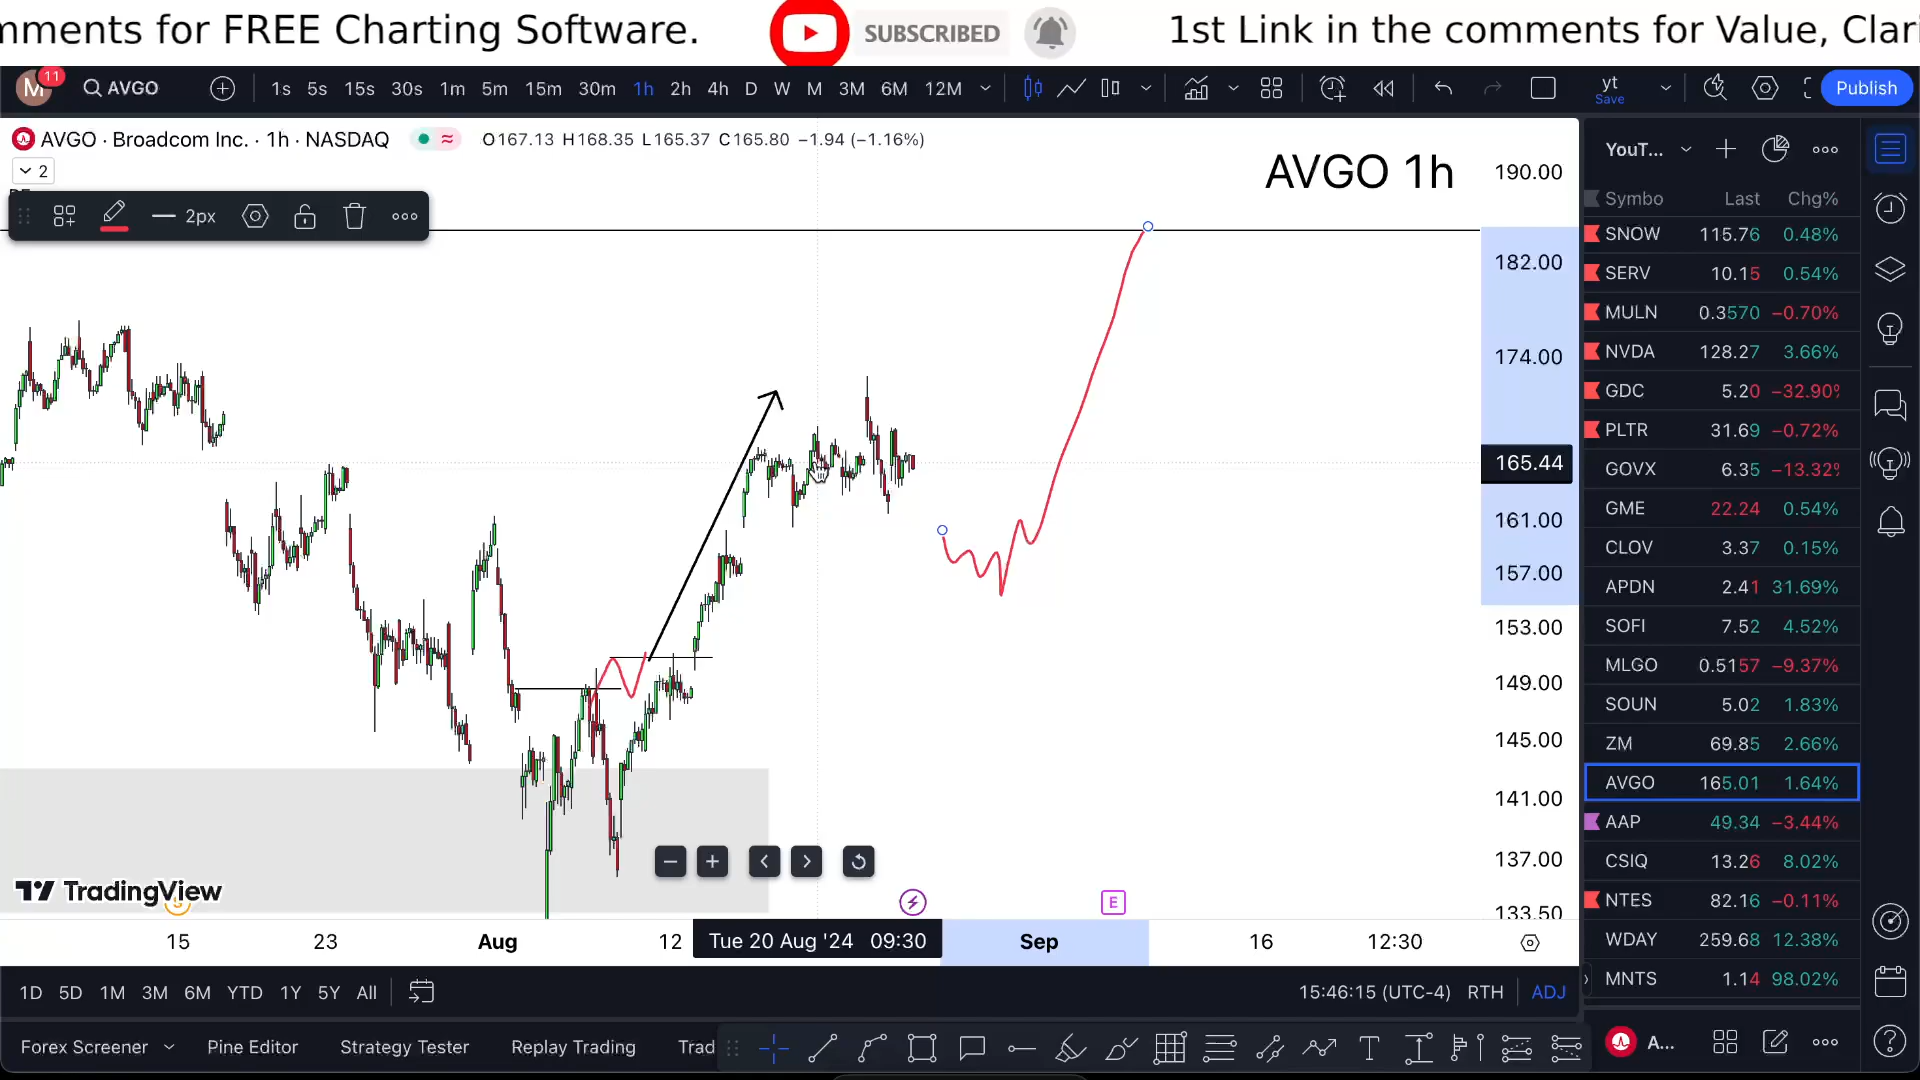 mments for FREE Charting Software.
SUBSCRIBED
1st Link in the comments for Value, Clari
M 11 AVGO 1s 5s 15s 30s 1m 5m 15m 30m 1h 2h 4h D W M 3M 6M 12M yt Save Publish
AVGO · Broadcom Inc. · 1h · NASDAQ O167.13 H168.35 L165.37 C165.80 −1.94 (−1.16%)
2
2px
AVGO 1h
190.00
182.00
174.00
165.44
161.00
157.00
153.00
149.00
145.00
141.00
137.00
133.50
TradingView
E
15 23 Aug 12 Tue 20 Aug '24 09:30 Sep 16 12:30
1D 5D 1M 3M 6M YTD 1Y 5Y All 15:46:15 (UTC-4) RTH ADJ
Forex Screener Pine Editor Strategy Tester Replay Trading Trad
YouT...
Symbo Last Chg%
SNOW 115.76 0.48%
SERV 10.15 0.54%
MULN 0.3570 −0.70%
NVDA 128.27 3.66%
GDC 5.20 −32.90%
PLTR 31.69 −0.72%
GOVX 6.35 −13.32%
GME 22.24 0.54%
CLOV 3.37 0.15%
APDN 2.41 31.69%
SOFI 7.52 4.52%
MLGO 0.5157 −9.37%
SOUN 5.02 1.83%
ZM 69.85 2.66%
AVGO 165.01 1.64%
AAP 49.34 −3.44%
CSIQ 13.26 8.02%
NTES 82.16 −0.11%
WDAY 259.68 12.38%
MNTS 1.14 98.02%
A...